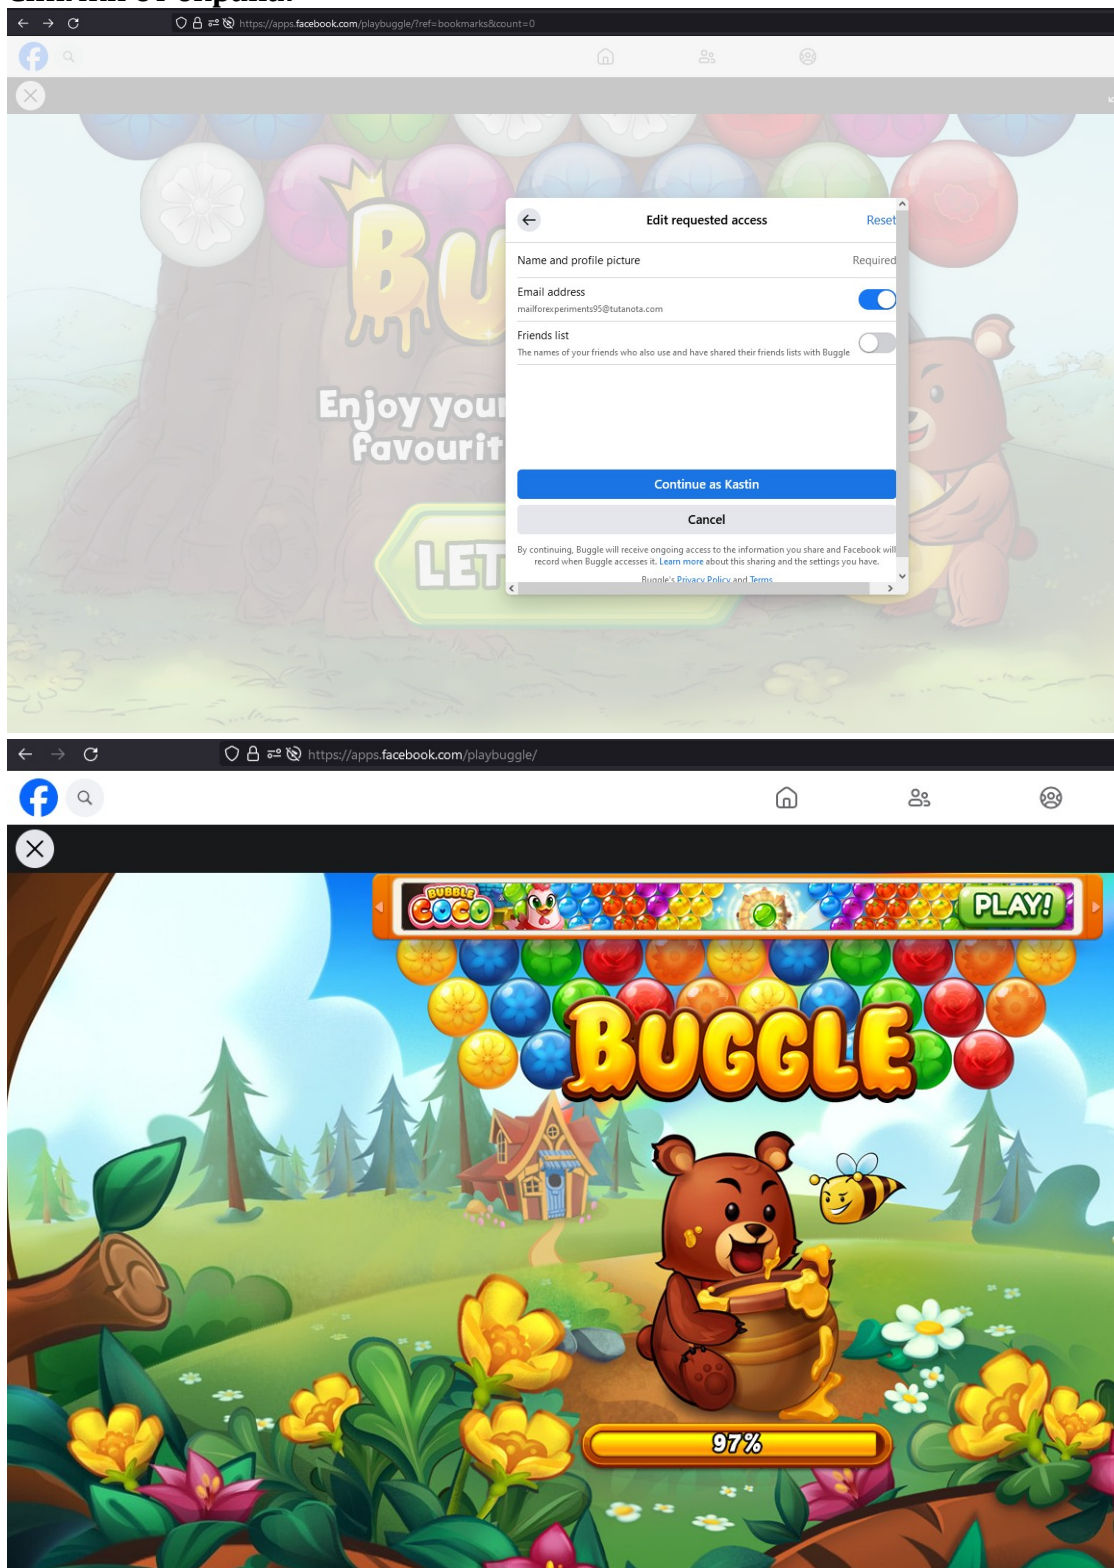 https://apps.facebook.com/playbuggle/?ref=bookmarks&count=0
BU
Enjoy your
favourit
LET
Edit requested access
Reset
Name and profile picture
Required
Email address
mailforexperiments95@tutanota.com
Friends list
The names of your friends who also use and have shared their friends lists with Buggle
Continue as Kastin
Cancel
By continuing, Buggle will receive ongoing access to the information you share and Facebook will
record when Buggle accesses it. Learn more about this sharing and the settings you have.
Buggle's Privacy Policy and Terms
https://apps.facebook.com/playbuggle/
BUBBLE
COCO
PLAY!
BUGGLE
97%